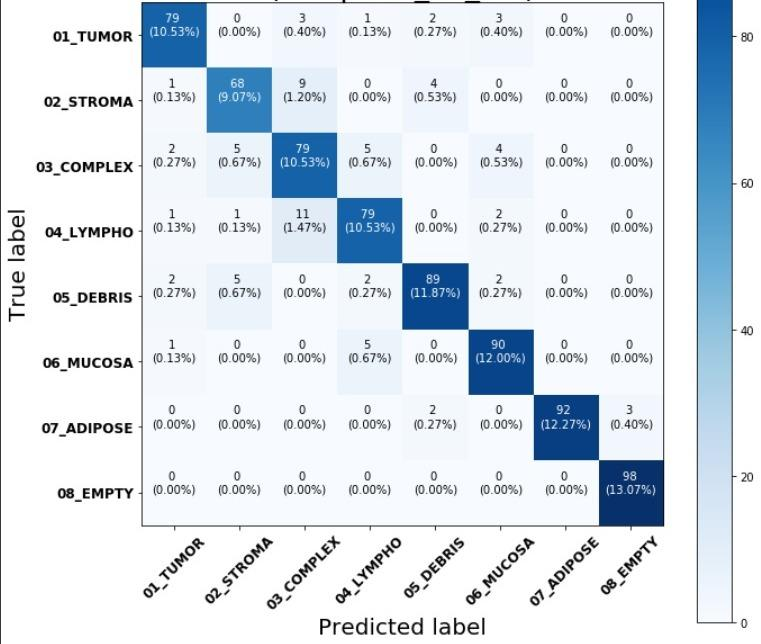 80
01_TUMOR 79 0 3 1 2 3 0 0
(10.53%) (0.00%) (0.40%) (0.13%) (0.27%) (0.40%) (0.00%) (0.00%)
02_STROMA 1 68 9 0 4 0 0 0
(0.13%) (9.07%) (1.20%) (0.00%) (0.53%) (0.00%) (0.00%) (0.00%)
60
03_COMPLEX 2 5 79 5 0 4 0 0
(0.27%) (0.67%) (10.53%) (0.67%) (0.00%) (0.53%) (0.00%) (0.00%)
True label
04_LYMPHO 1 1 11 79 0 2 0 0
(0.13%) (0.13%) (1.47%) (10.53%) (0.00%) (0.27%) (0.00%) (0.00%)
05_DEBRIS 2 5 0 2 89 2 0 0
(0.27%) (0.67%) (0.00%) (0.27%) (11.87%) (0.27%) (0.00%) (0.00%)
40
06_MUCOSA 1 0 0 5 0 90 0 0
(0.13%) (0.00%) (0.00%) (0.67%) (0.00%) (12.00%) (0.00%) (0.00%)
07_ADIPOSE 0 0 0 0 2 0 92 3
(0.00%) (0.00%) (0.00%) (0.00%) (0.27%) (0.00%) (12.27%) (0.40%)
20
08_EMPTY 0 0 0 0 0 0 0 98
(0.00%) (0.00%) (0.00%) (0.00%) (0.00%) (0.00%) (0.00%) (13.07%)
01_TUMOR 02_STROMA 03_COMPLEX 04_LYMPHO 05_DEBRIS 06_MUCOSA 07_ADIPOSE 08_EMPTY
Predicted label
0